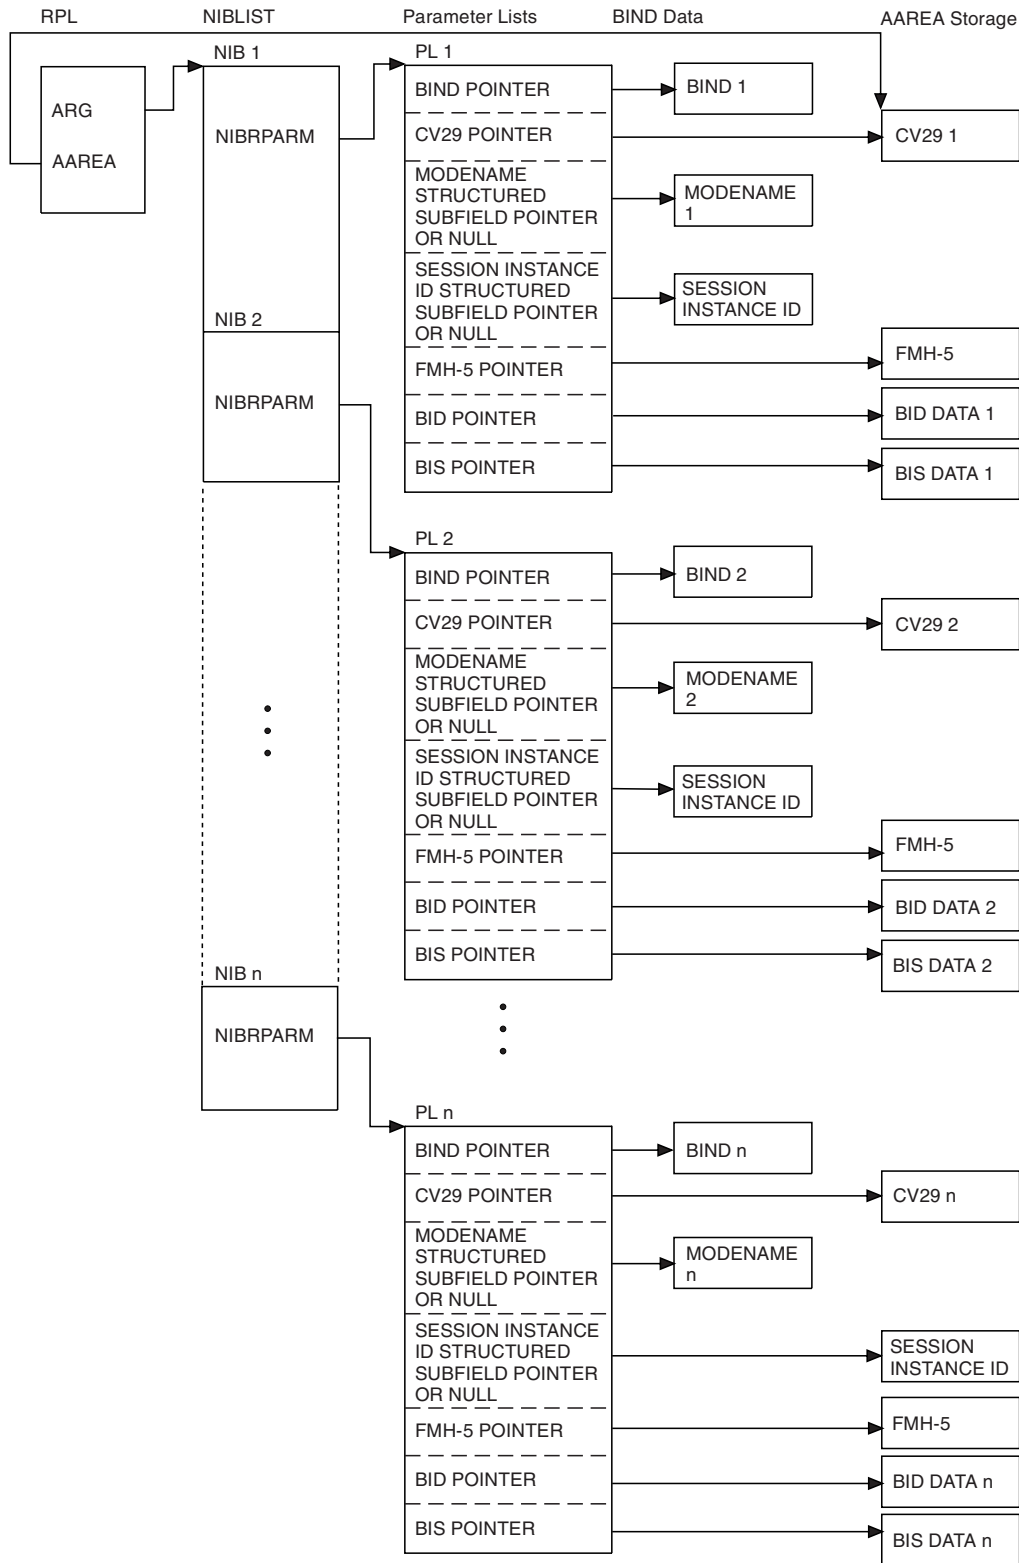 RPL
NIBLIST
Parameter Lists
BIND Data
AAREA Storage
ARG
AAREA
NIB 1
NIBRPARM
NIB 2
NIBRPARM
NIB n
NIBRPARM
PL 1
BIND POINTER
CV29 POINTER
MODENAME
STRUCTURED
SUBFIELD POINTER
OR NULL
SESSION INSTANCE
ID STRUCTURED
SUBFIELD POINTER
OR NULL
FMH-5 POINTER
BID POINTER
BIS POINTER
BIND 1
MODENAME
1
SESSION
INSTANCE ID
CV29 1
FMH-5
BID DATA 1
BIS DATA 1
PL 2
BIND POINTER
CV29 POINTER
MODENAME
STRUCTURED
SUBFIELD POINTER
OR NULL
SESSION INSTANCE
ID STRUCTURED
SUBFIELD POINTER
OR NULL
FMH-5 POINTER
BID POINTER
BIS POINTER
BIND 2
MODENAME
2
SESSION
INSTANCE ID
CV29 2
FMH-5
BID DATA 2
BIS DATA 2
PL n
BIND POINTER
CV29 POINTER
MODENAME
STRUCTURED
SUBFIELD POINTER
OR NULL
SESSION INSTANCE
ID STRUCTURED
SUBFIELD POINTER
OR NULL
FMH-5 POINTER
BID POINTER
BIS POINTER
BIND n
MODENAME
n
CV29 n
SESSION
INSTANCE ID
FMH-5
BID DATA n
BIS DATA n